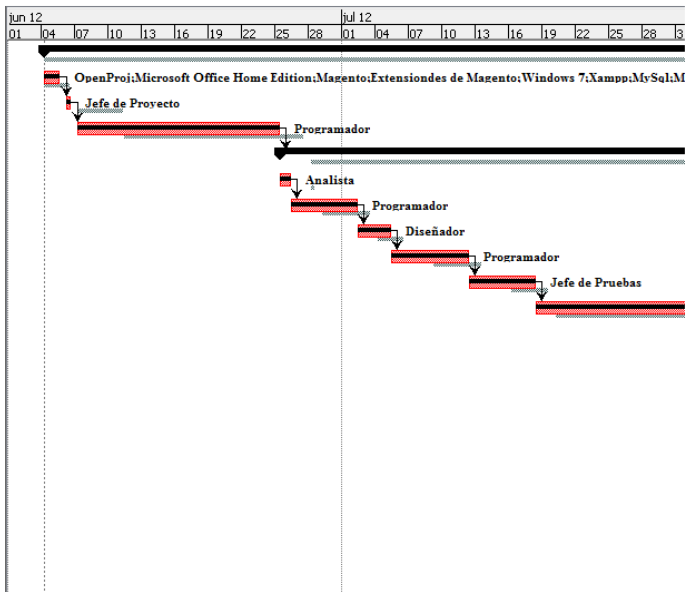 jun 12 jul 12
01 04 07 10 13 16 19 22 25 28 01 04 07 10 13 16 19 22 25 28 3
OpenProj;Microsoft Office Home Edition;Magento;Extensiondes de Magento;Windows 7;Xampp;MySql;M
Jefe de Proyecto
Programador
Analista
Programador
Diseñador
Programador
Jefe de Pruebas